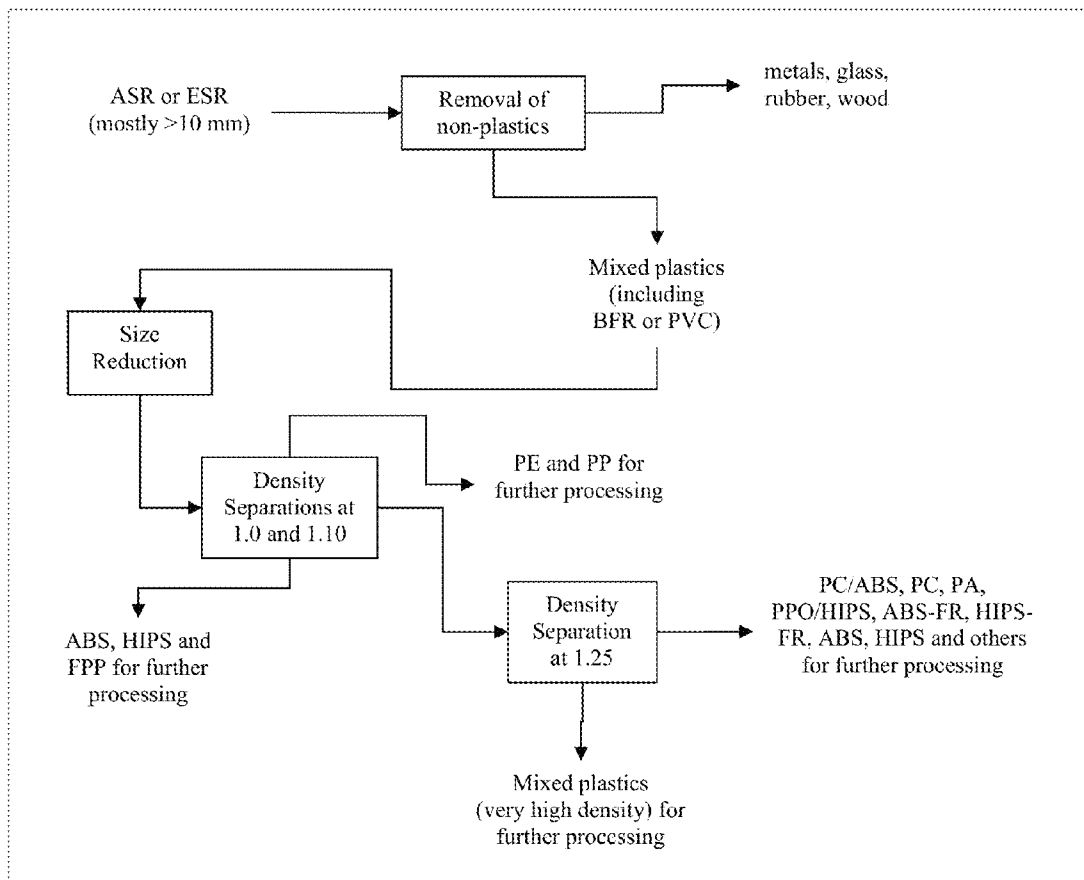 ASR or ESR
(mostly >10 mm)
Removal of
non-plastics
metals, glass,
rubber, wood
Mixed plastics
(including
BFR or PVC)
Size
Reduction
Density
Separations at
1.0 and 1.10
PE and PP for
further processing
ABS, HIPS and
FPP for further
processing
Density
Separation
at 1.25
PC/ABS, PC, PA,
PPO/HIPS, ABS-FR, HIPS-
FR, ABS, HIPS and others
for further processing
Mixed plastics
(very high density) for
further processing